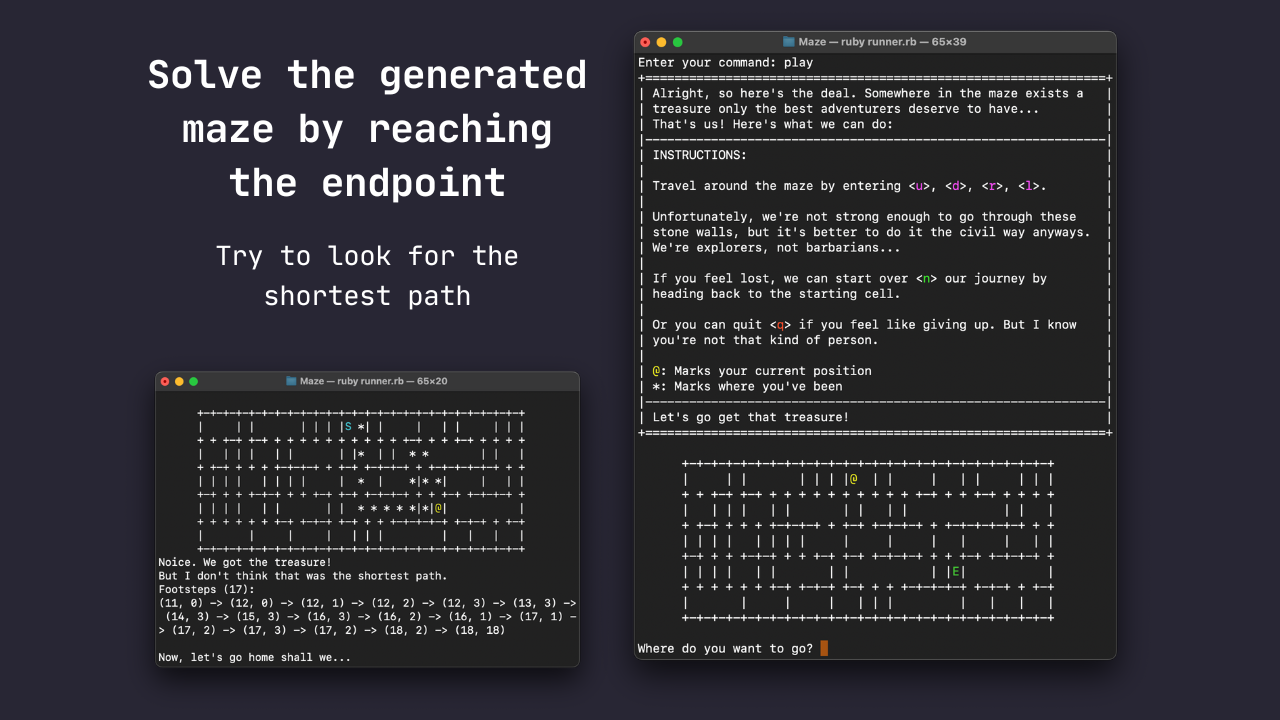 Solve the generated
maze by reaching
the endpoint
Try to look for the
shortest path
Maze — ruby runner.rb — 65×20
S *
*
* *
* * * *
* * * * * * @
Noice. We got the treasure!
But I don't think that was the shortest path.
Footsteps (17):
(11, 0) -> (12, 0) -> (12, 1) -> (12, 2) -> (12, 3) -> (13, 3) ->
(14, 3) -> (15, 3) -> (16, 3) -> (16, 2) -> (16, 1) -> (17, 1) -
> (17, 2) -> (17, 3) -> (17, 2) -> (18, 2) -> (18, 18)
Now, let's go home shall we...
Maze — ruby runner.rb — 65×39
Enter your command: play
Alright, so here's the deal. Somewhere in the maze exists a
treasure only the best adventurers deserve to have...
That's us! Here's what we can do:
INSTRUCTIONS:
Travel around the maze by entering <u>, <d>, <r>, <l>.
Unfortunately, we're not strong enough to go through these
stone walls, but it's better to do it the civil way anyways.
We're explorers, not barbarians...
If you feel lost, we can start over <n> our journey by
heading back to the starting cell.
Or you can quit <q> if you feel like giving up. But I know
you're not that kind of person.
@: Marks your current position
*: Marks where you've been
Let's go get that treasure!
@
E
Where do you want to go?